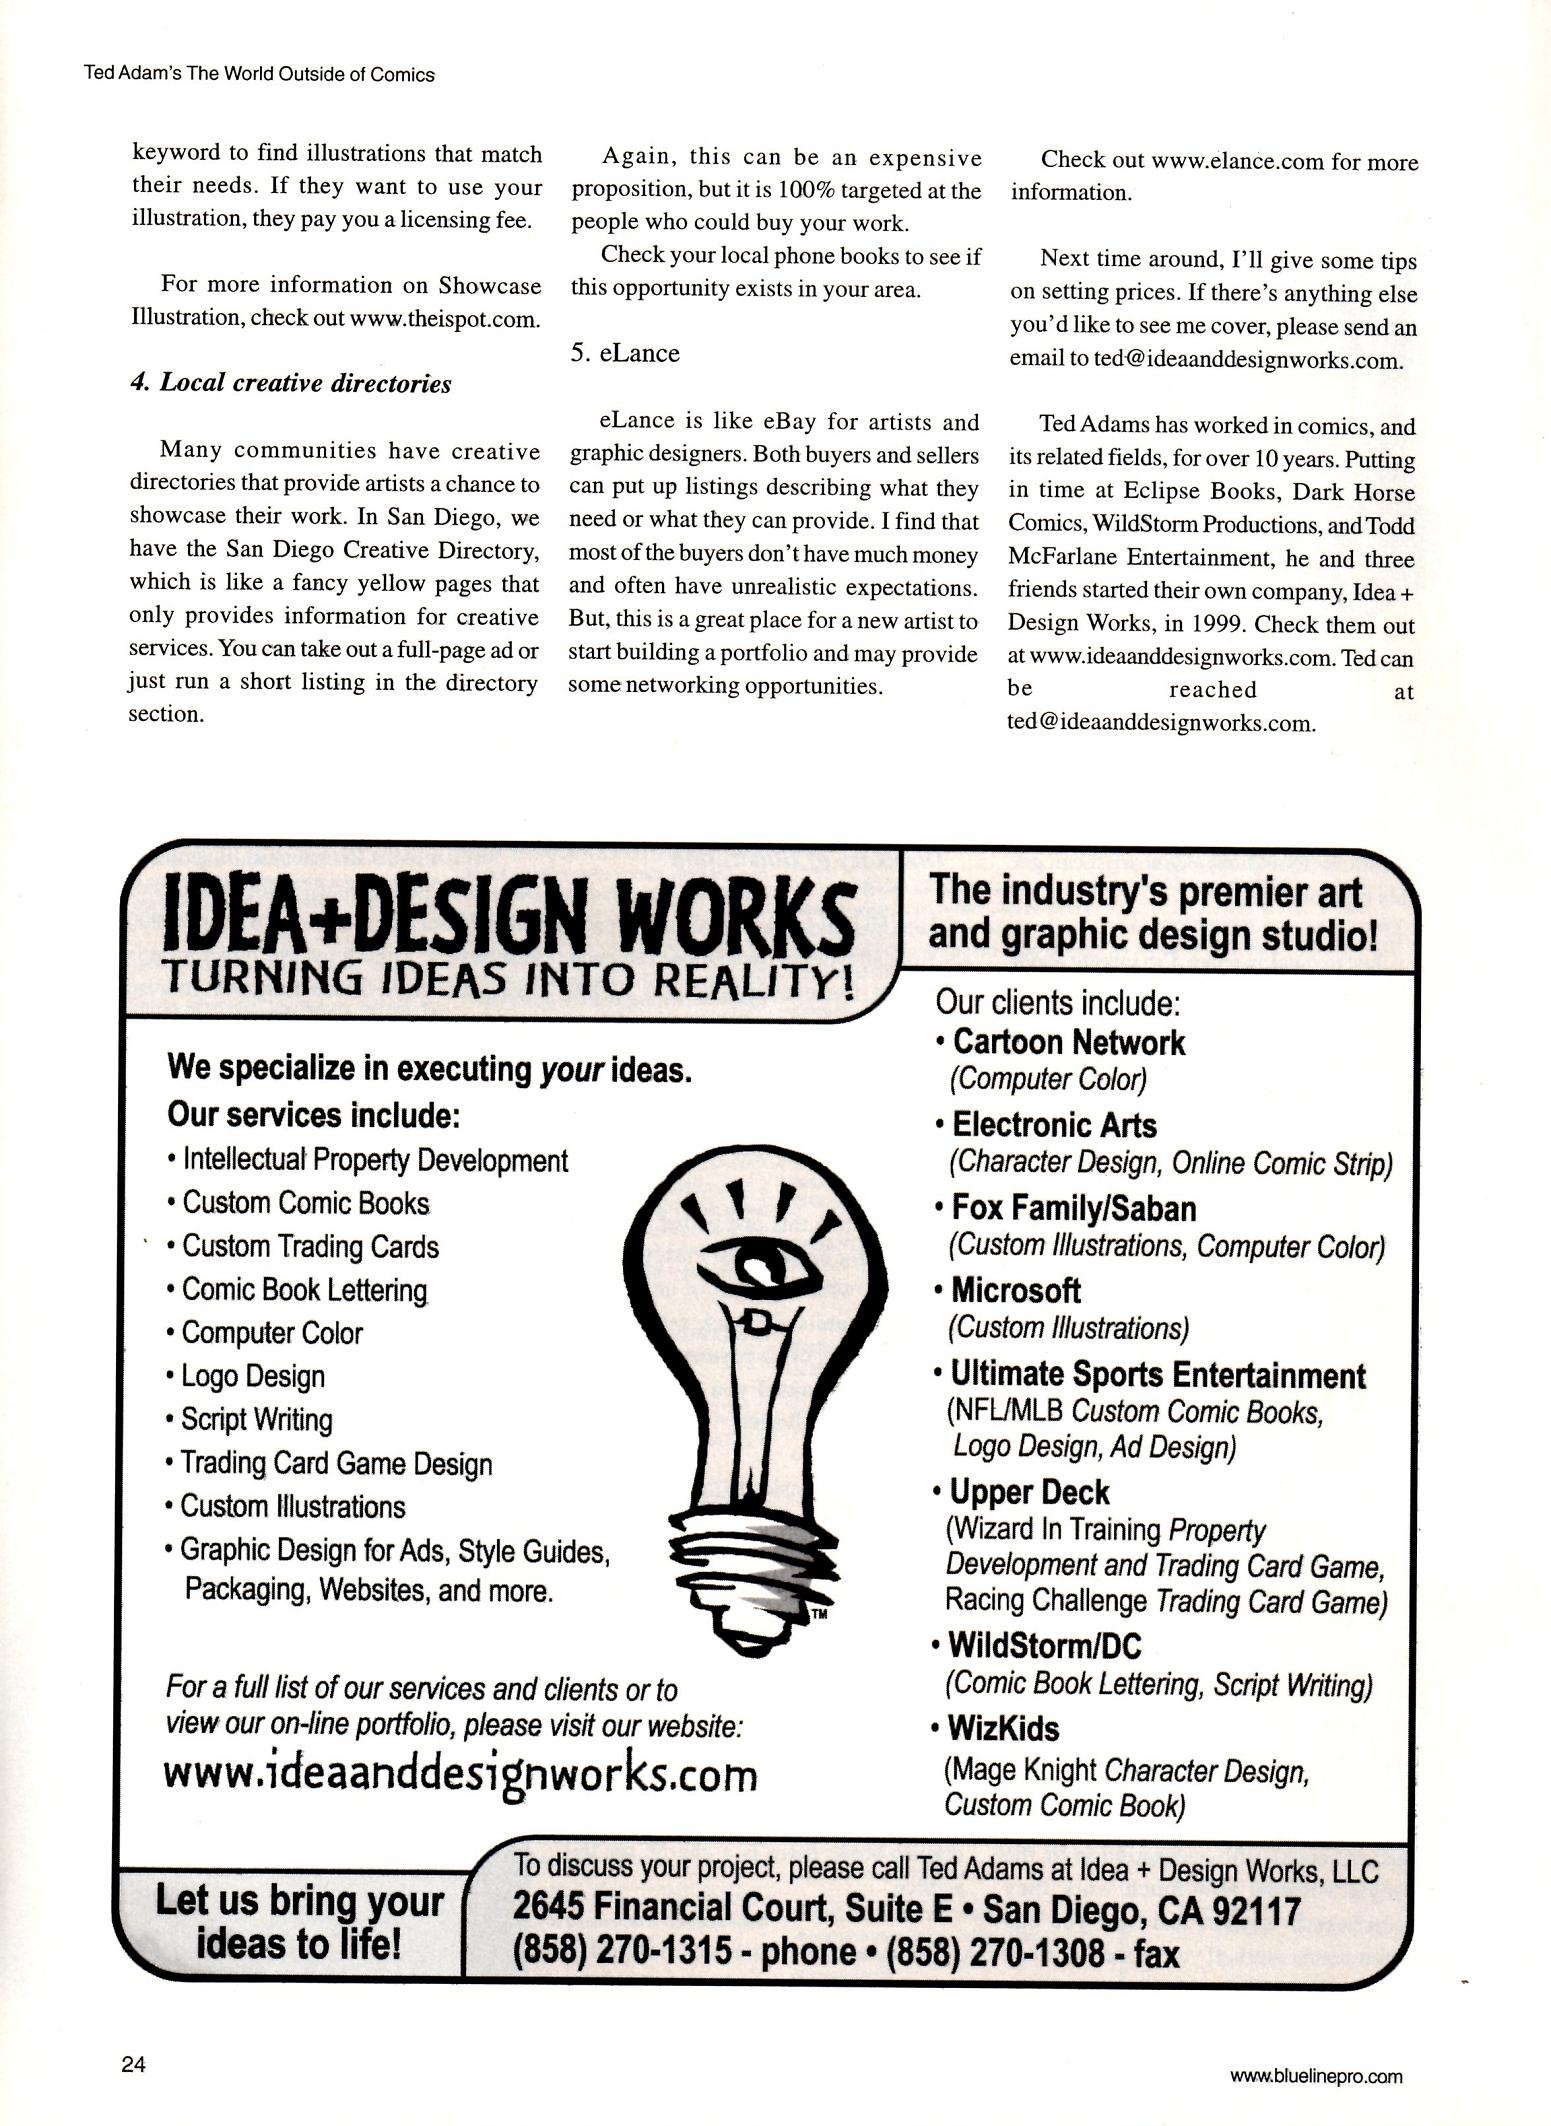 Ted Adam's The World Outside of Comics
keyword to find illustrations that match
their needs. If they want to use your
illustration, they pay you a licensing fee.
For more information on Showcase
Illustration, check out www.theispot.com.
4. Local creative directories
Many communities have creative
directories that provide artists a chance to
showcase their work. In San Diego, we
have the San Diego Creative Directory,
which is like a fancy yellow pages that
only provides information for creative
services. You can take out a full-page ad or
just run a short listing in the directory
section.
Again, this can be an expensive
proposition, but it is 100% targeted at the
people who could buy your work.
Check your local phone books to see if
this opportunity exists in your area.
5. eLance
eLance is like eBay for artists and
graphic designers. Both buyers and sellers
can put up listings describing what they
need or what they can provide. I find that
most of the buyers don't have much money
and often have unrealistic expectations.
But, this is a great place for a new artist to
start building a portfolio and may provide
some networking opportunities.
Check out www.elance.com for more
information.
Next time around, I'll give some tips
on setting prices. If there's anything else
you'd like to see me cover, please send an
email to ted@ideaanddesignworks.com.
Ted Adams has worked in comics, and
its related fields, for over 10 years. Putting
in time at Eclipse Books, Dark Horse
Comics, WildStorm Productions, and Todd
McFarlane Entertainment, he and three
friends started their own company, Idea +
Design Works, in 1999. Check them out
at www.ideaanddesignworks.com. Ted can
be reached at
ted@ideaanddesignworks.com.
IDEA+DESIGN WORKS
TURNING IDEAS INTO REALITY!
We specialize in executing your ideas.
Our services include:
• Intellectual Property Development
• Custom Comic Books
• Custom Trading Cards
• Comic Book Lettering
• Computer Color
• Logo Design
• Script Writing
• Trading Card Game Design
• Custom Illustrations
• Graphic Design for Ads, Style Guides,
Packaging, Websites, and more.
TM
For a full list of our services and clients or to
view our on-line portfolio, please visit our website:
www.ideaanddesignworks.com
The industry's premier art
and graphic design studio!
Our clients include:
• Cartoon Network
(Computer Color)
• Electronic Arts
(Character Design, Online Comic Strip)
• Fox Family/Saban
(Custom Illustrations, Computer Color)
• Microsoft
(Custom Illustrations)
• Ultimate Sports Entertainment
(NFL/MLB Custom Comic Books,
Logo Design, Ad Design)
• Upper Deck
(Wizard In Training Property
Development and Trading Card Game,
Racing Challenge Trading Card Game)
• WildStorm/DC
(Comic Book Lettering, Script Writing)
• WizKids
(Mage Knight Character Design,
Custom Comic Book)
Let us bring your
ideas to life!
To discuss your project, please call Ted Adams at Idea + Design Works, LLC
2645 Financial Court, Suite E • San Diego, CA 92117
(858) 270-1315 - phone • (858) 270-1308 - fax
24
www.bluelinepro.com